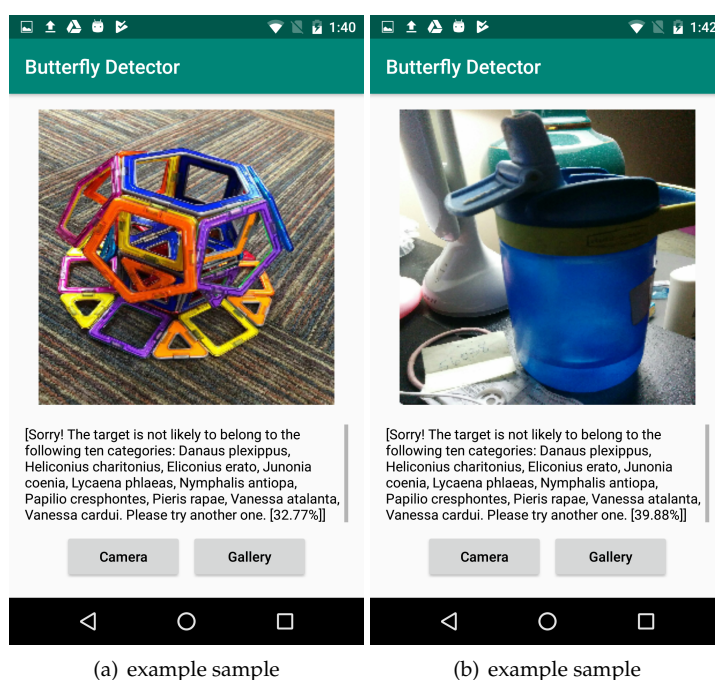 1:40
Butterfly Detector
[Sorry! The target is not likely to belong to the
following ten categories: Danaus plexippus,
Heliconius charitonius, Eliconius erato, Junonia
coenia, Lycaena phlaeas, Nymphalis antiopa,
Papilio cresphontes, Pieris rapae, Vanessa atalanta,
Vanessa cardui. Please try another one. [32.77%]]
Camera Gallery
(a) example sample
1:42
Butterfly Detector
[Sorry! The target is not likely to belong to the
following ten categories: Danaus plexippus,
Heliconius charitonius, Eliconius erato, Junonia
coenia, Lycaena phlaeas, Nymphalis antiopa,
Papilio cresphontes, Pieris rapae, Vanessa atalanta,
Vanessa cardui. Please try another one. [39.88%]]
Camera Gallery
(b) example sample